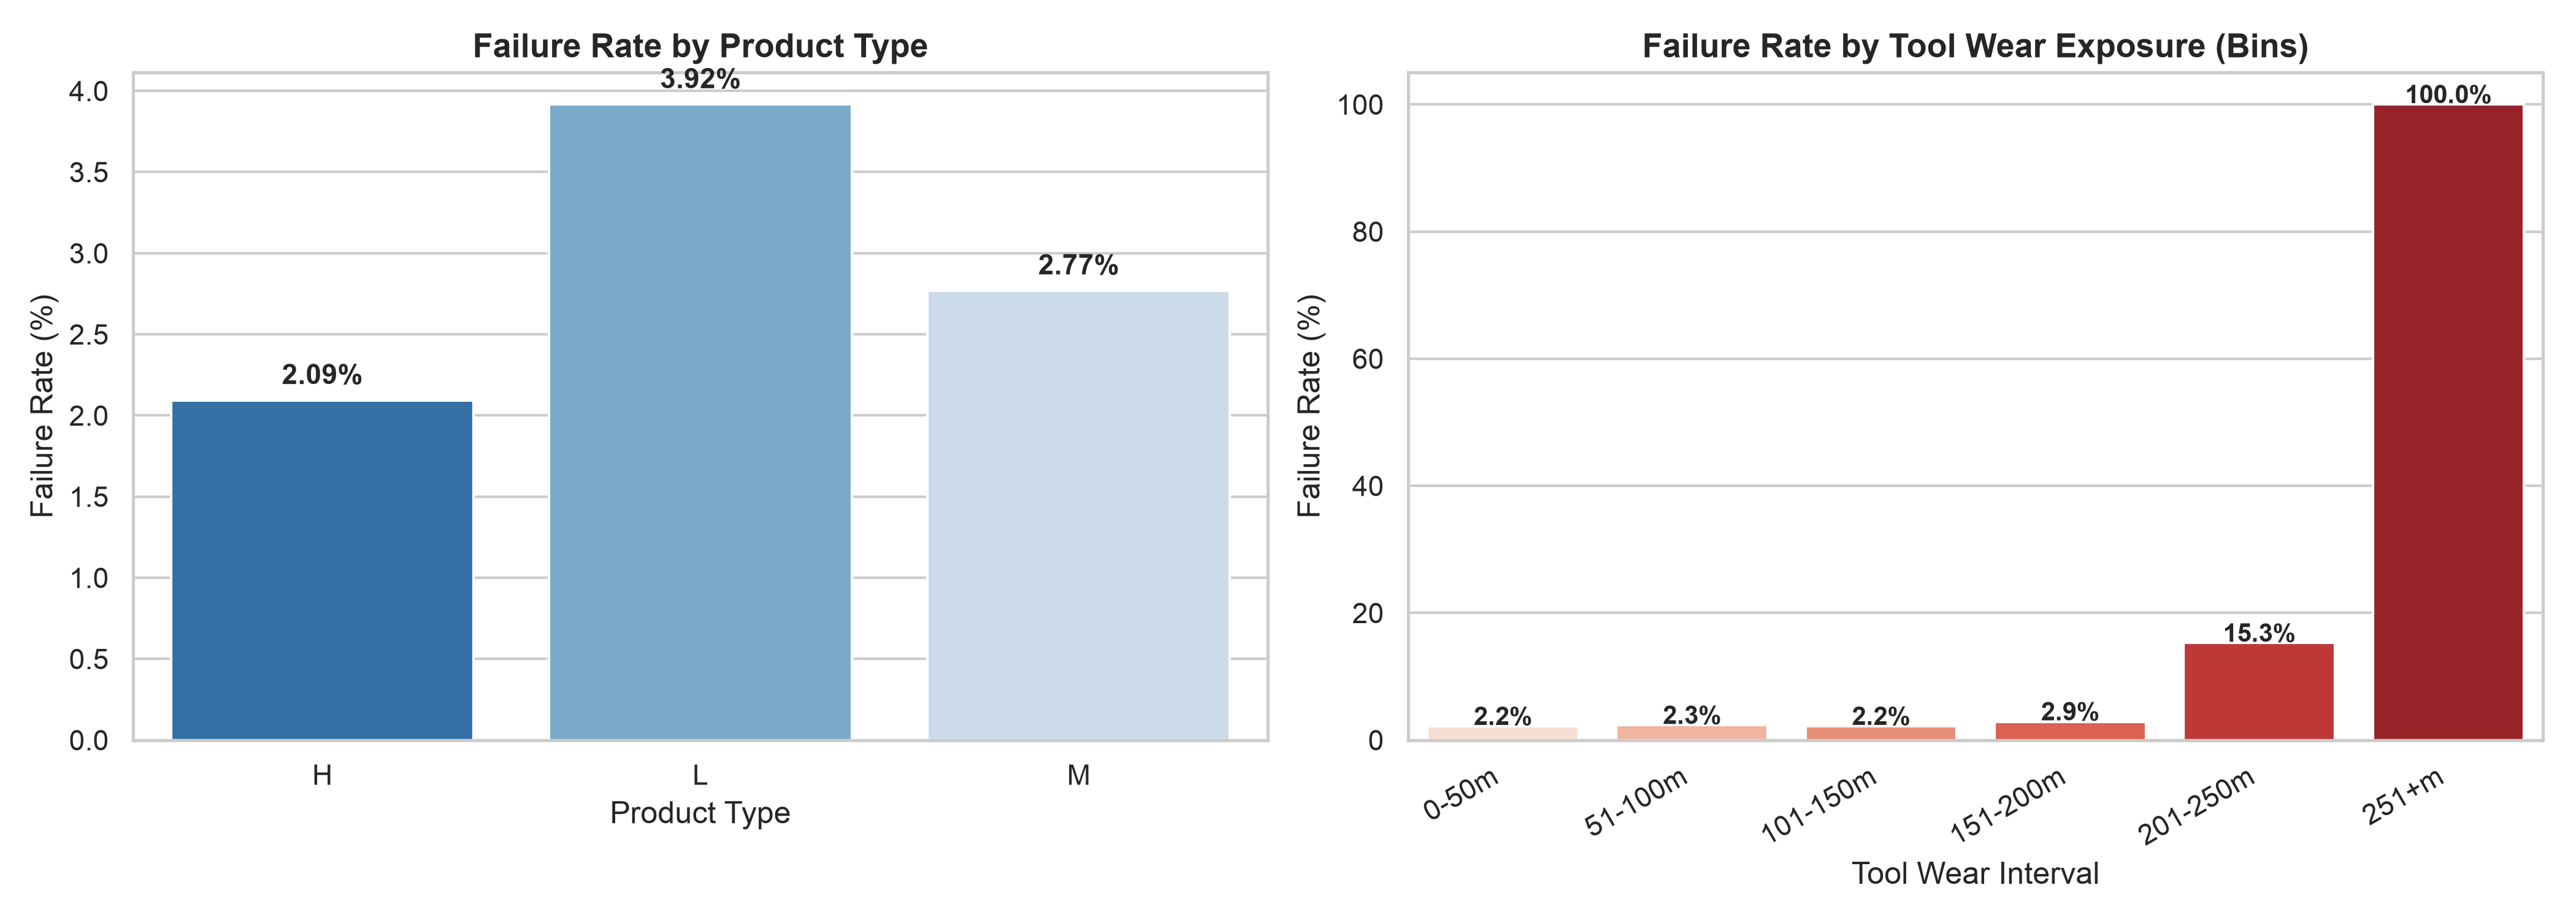 Failure Rate by Product Type
3.92%
2.77%
2.09%
4.0
3.5
3.0
2.5
2.0
1.5
1.0
0.5
0.0
Failure Rate (%)
H
L
M
Product Type
Failure Rate by Tool Wear Exposure (Bins)
100.0%
15.3%
2.2%
2.3%
2.2%
2.9%
100
80
60
40
20
0
Failure Rate (%)
0-50m
51-100m
101-150m
151-200m
201-250m
251+m
Tool Wear Interval